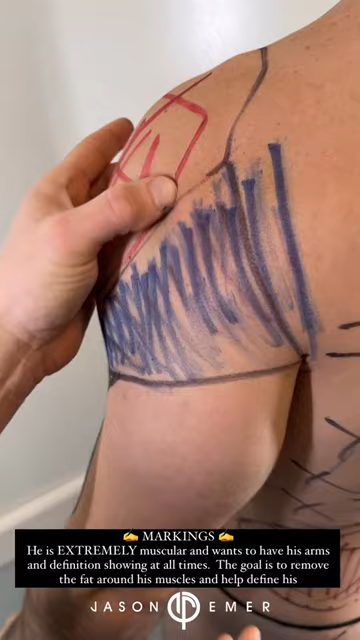 ✍️ MARKINGS ✍️
He is EXTREMELY muscular and wants to have his arms
and definition showing at all times. The goal is to remove
the fat around his muscles and help define his
JASON EMER